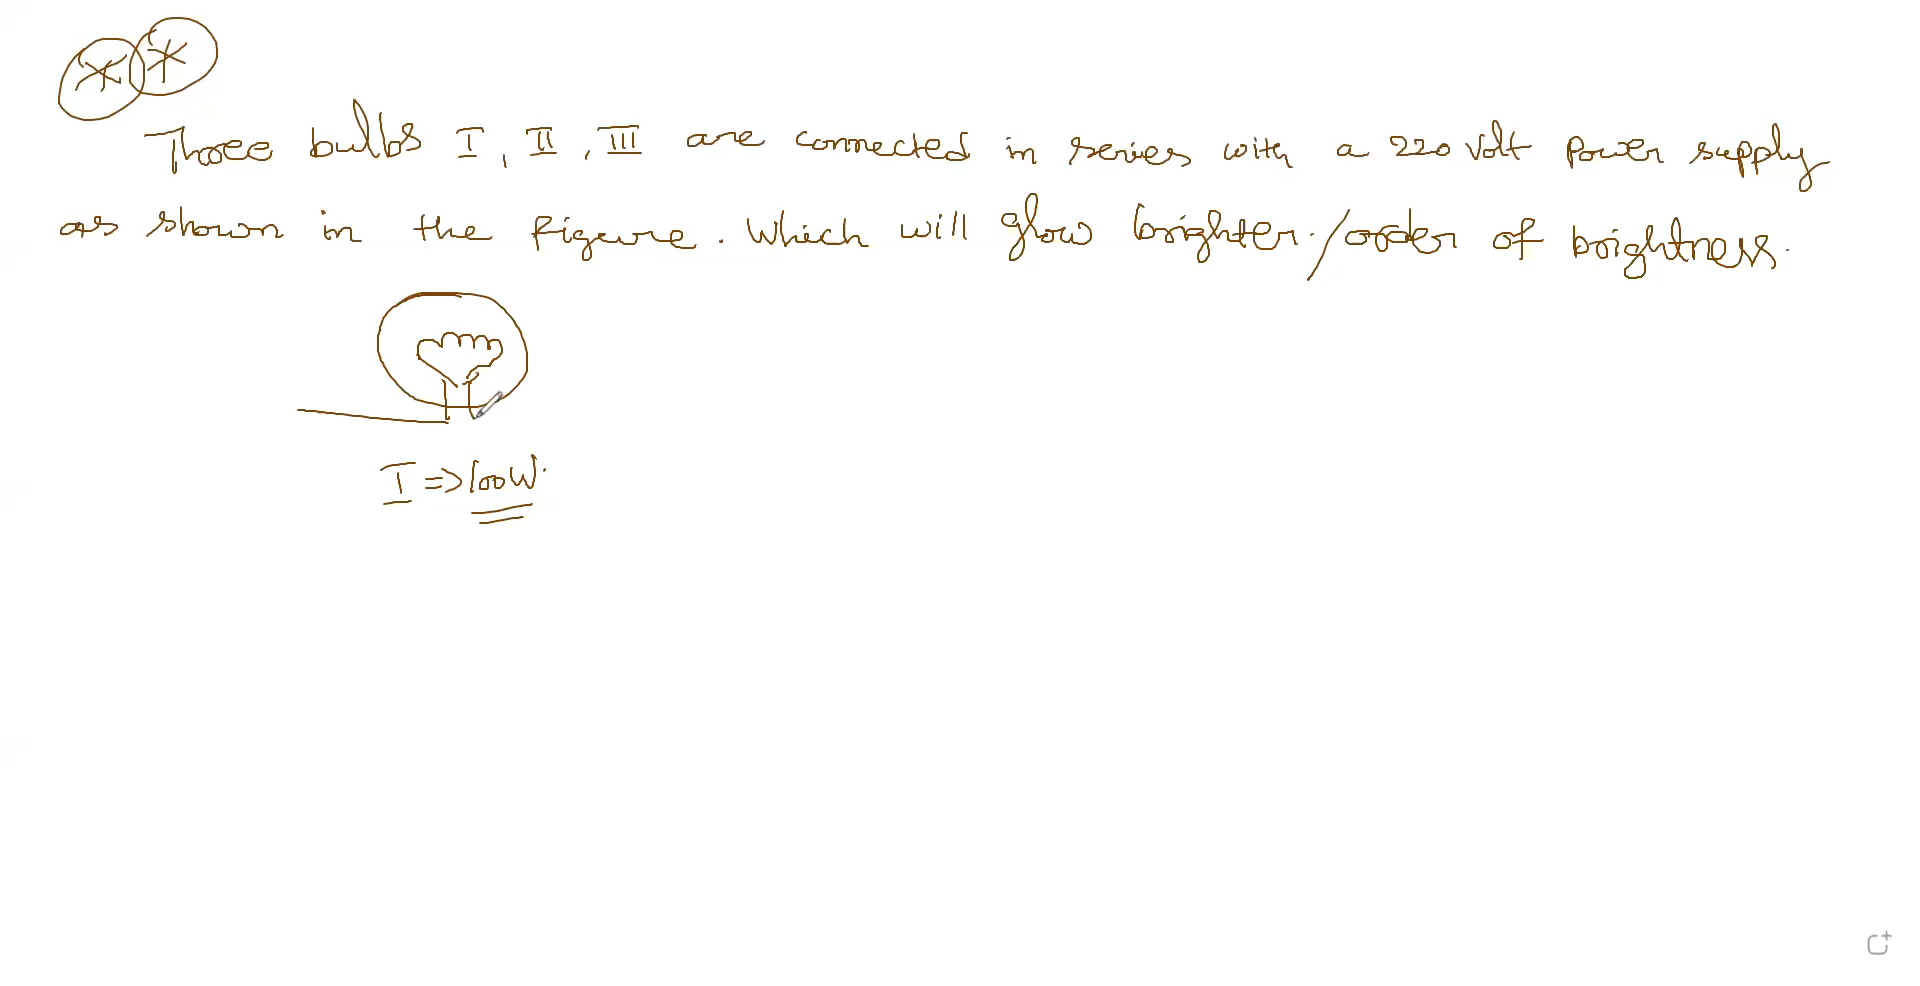 Three bulbs I, II, III are connected in series with a 220 Volt Power supply
as shown in the figure. Which will glow brighter./order of brightness.
I => 100W.